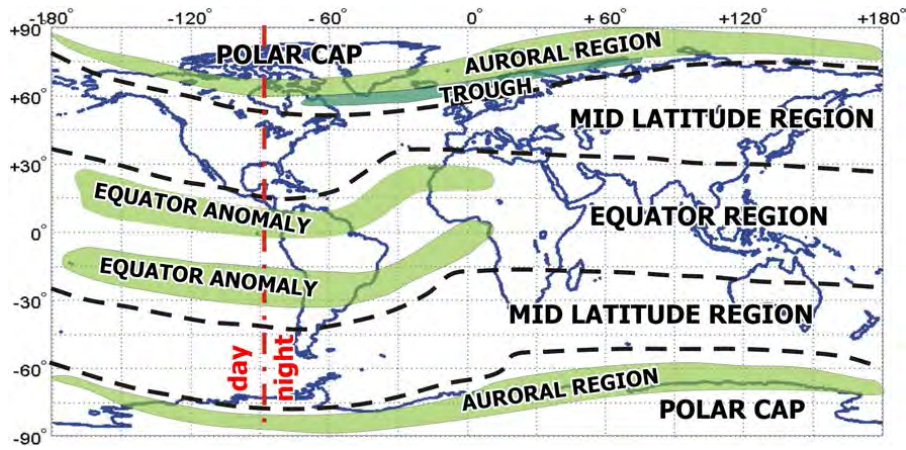 -180° -120° -60° 0° +60° +120° +180°
+90°
POLAR CAP
AURORAL REGION
TROUGH
+60°
MID LATITUDE REGION
+30°
EQUATOR ANOMALY
EQUATOR REGION
0°
EQUATOR ANOMALY
-30°
MID LATITUDE REGION
day
night
-60°
AURORAL REGION
POLAR CAP
-90°